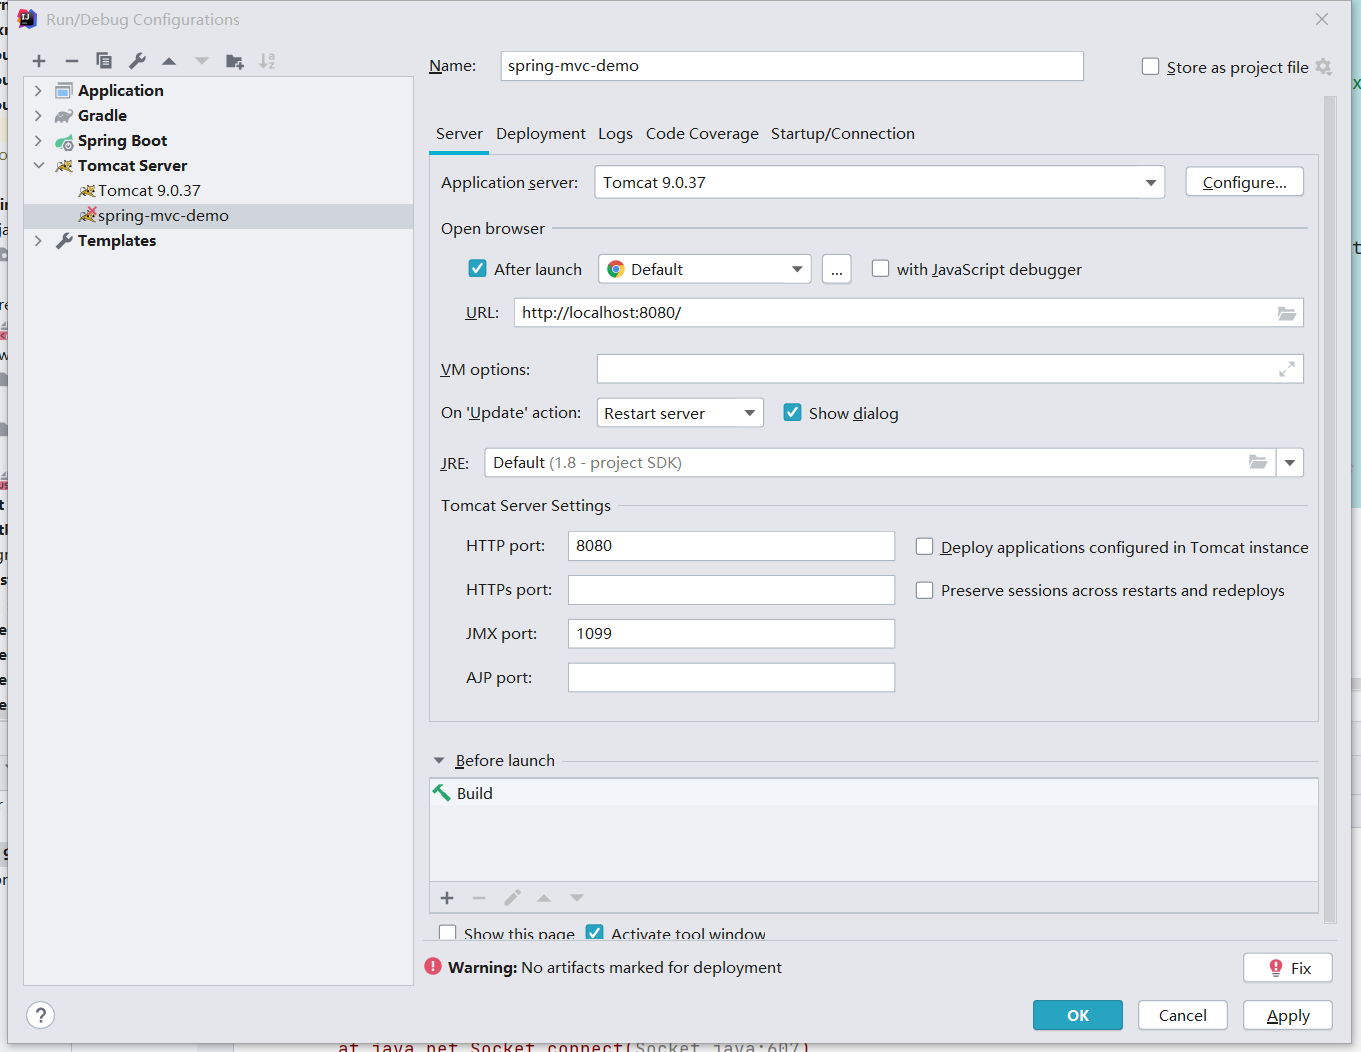 Run/Debug Configurations
Name: spring-mvc-demo
Store as project file
Application
Gradle
Spring Boot
Tomcat Server
Tomcat 9.0.37
spring-mvc-demo
Templates
Server Deployment Logs Code Coverage Startup/Connection
Application server: Tomcat 9.0.37 Configure...
Open browser
After launch Default ... with JavaScript debugger
URL: http://localhost:8080/
VM options:
On 'Update' action: Restart server Show dialog
JRE: Default (1.8 - project SDK)
Tomcat Server Settings
HTTP port: 8080 Deploy applications configured in Tomcat instance
HTTPs port: Preserve sessions across restarts and redeploys
JMX port: 1099
AJP port:
Before launch
Build
Show this page Activate tool window
Warning: No artifacts marked for deployment Fix
? OK Cancel Apply
at java.net.Socket.connect(Socket.java:607)